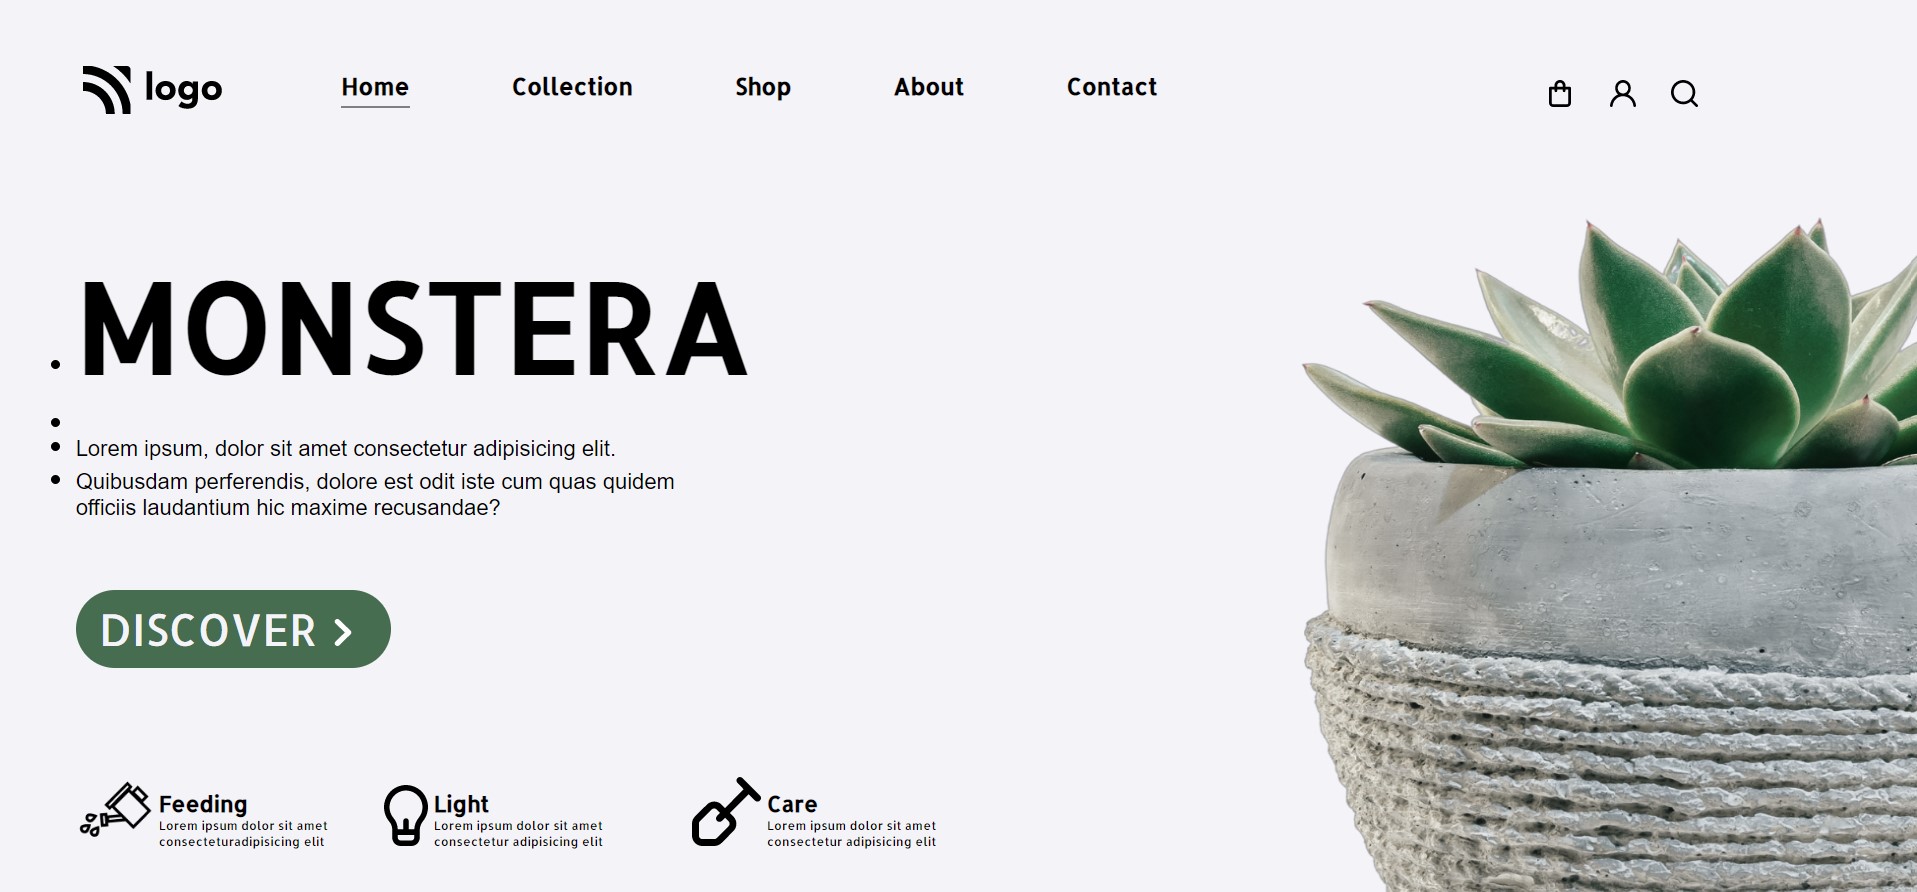 logo
Home Collection Shop About Contact
MONSTERA
Lorem ipsum, dolor sit amet consectetur adipisicing elit.
Quibusdam perferendis, dolore est odit iste cum quas quidem
officiis laudantium hic maxime recusandae?
DISCOVER
Feeding
Lorem ipsum dolor sit amet
consecteturadipisicing elit
Light
Lorem ipsum dolor sit amet
consectetur adipisicing elit
Care
Lorem ipsum dolor sit amet
consectetur adipisicing elit